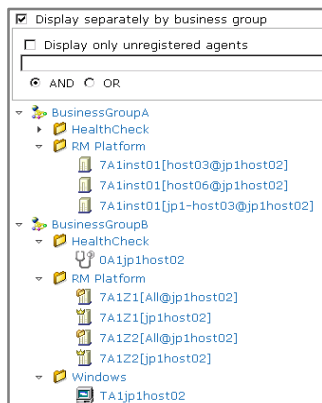 Display separately by business group
Display only unregistered agents
AND OR
BusinessGroupA
HealthCheck
RM Platform
7A1inst01[host03@jp1host02]
7A1inst01[host06@jp1host02]
7A1inst01[jp1-host03@jp1host02]
BusinessGroupB
HealthCheck
0A1jp1host02
RM Platform
7A1Z1[All@jp1host02]
7A1Z1[jp1host02]
7A1Z2[All@jp1host02]
7A1Z2[jp1host02]
Windows
TA1jp1host02